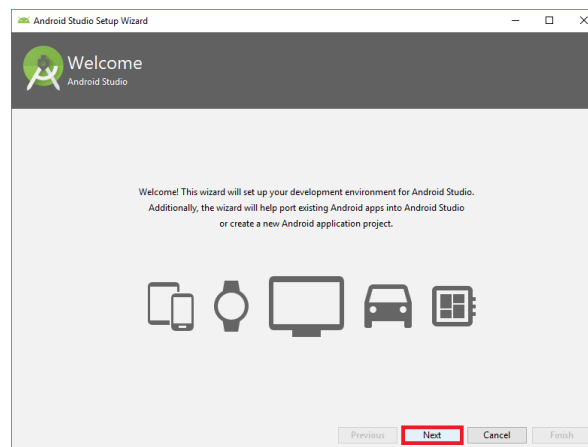 Android Studio Setup Wizard
Welcome
Android Studio
Welcome! This wizard will set up your development environment for Android Studio.
Additionally, the wizard will help port existing Android apps into Android Studio
or create a new Android application project.
Previous Next Cancel Finish